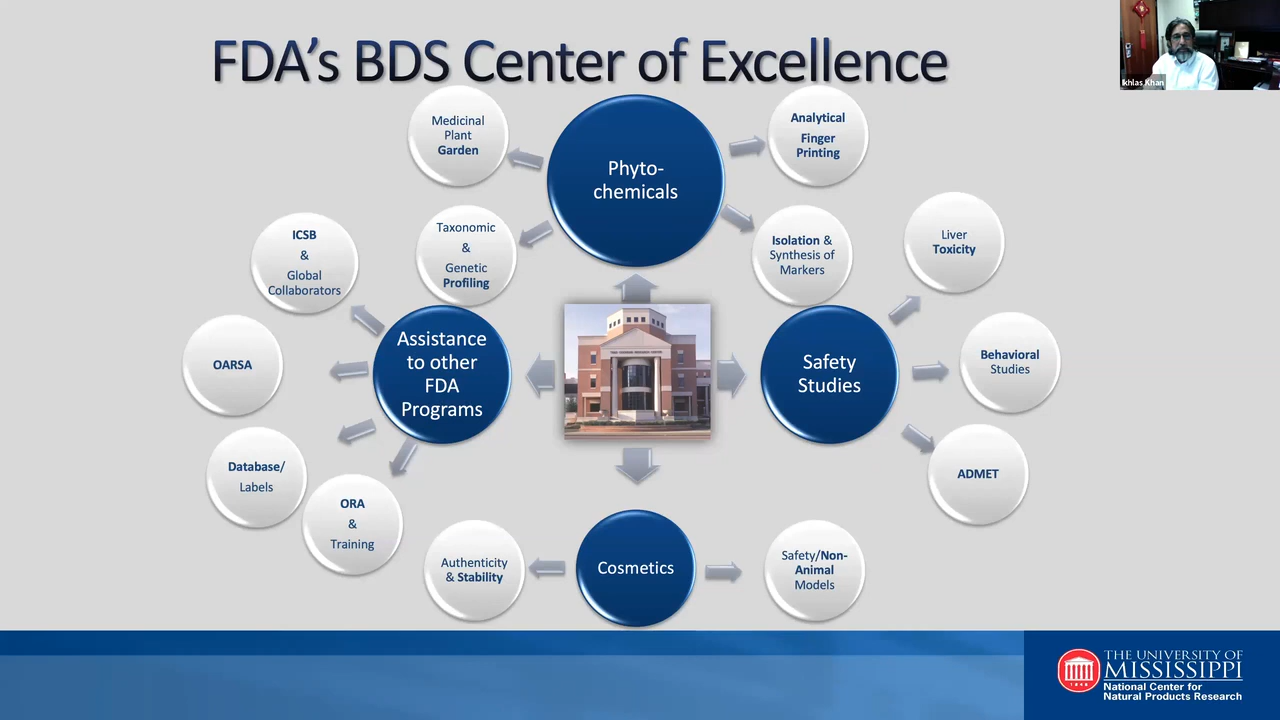 FDA's BDS Center of Excellence
Ikhlas Khan
Medicinal
Plant
Garden
Phyto-
chemicals
Analytical
Finger
Printing
Taxonomic
&
Genetic
Profiling
Isolation &
Synthesis of
Markers
ICSB
&
Global
Collaborators
Liver
Toxicity
OARSA
Assistance
to other
FDA
Programs
Safety
Studies
Behavioral
Studies
Database/
Labels
ORA
&
Training
ADMET
Authenticity
& Stability
Cosmetics
Safety/Non-
Animal
Models
THE UNIVERSITY OF
MISSISSIPPI
National Center for
Natural Products Research
1848